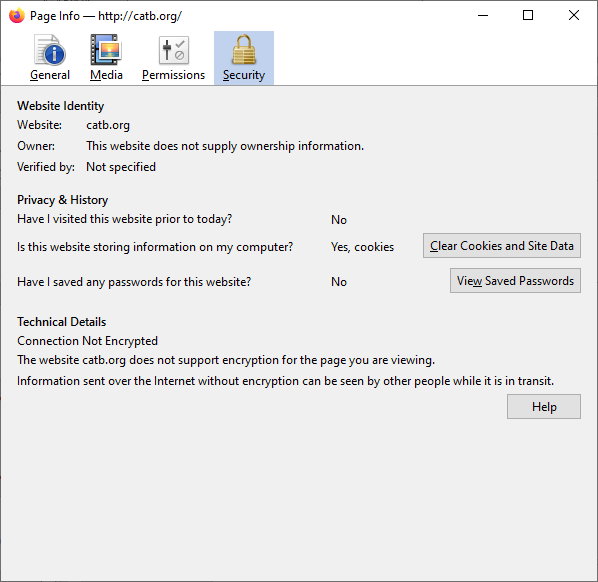 Page Info — http://catb.org/
General Media Permissions Security
Website Identity
Website: catb.org
Owner: This website does not supply ownership information.
Verified by: Not specified
Privacy & History
Have I visited this website prior to today? No
Is this website storing information on my computer? Yes, cookies Clear Cookies and Site Data
Have I saved any passwords for this website? No View Saved Passwords
Technical Details
Connection Not Encrypted
The website catb.org does not support encryption for the page you are viewing.
Information sent over the Internet without encryption can be seen by other people while it is in transit.
Help